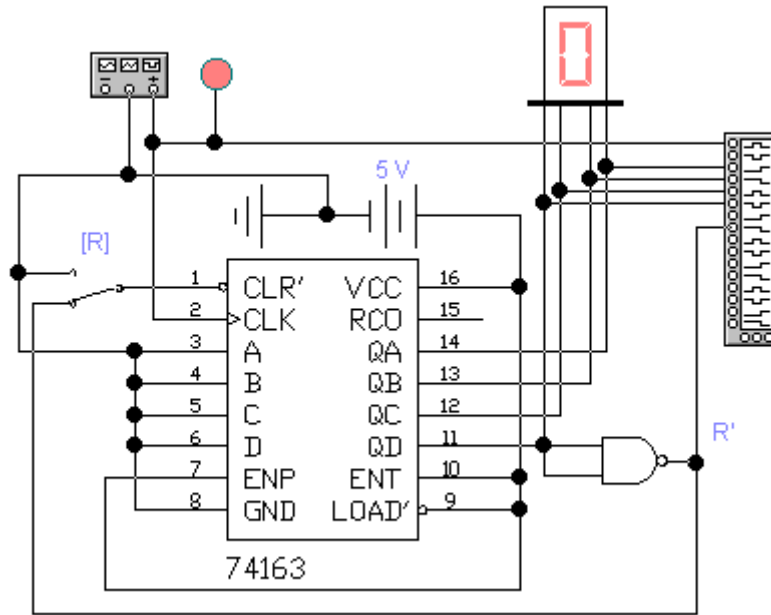 5 V
[R]
1 CLR' VCC 16
2 CLK RCO 15
3 A QA 14
4 B QB 13
5 C QC 12
6 D QD 11
7 ENP ENT 10
8 GND LOAD' 9
R'
74163